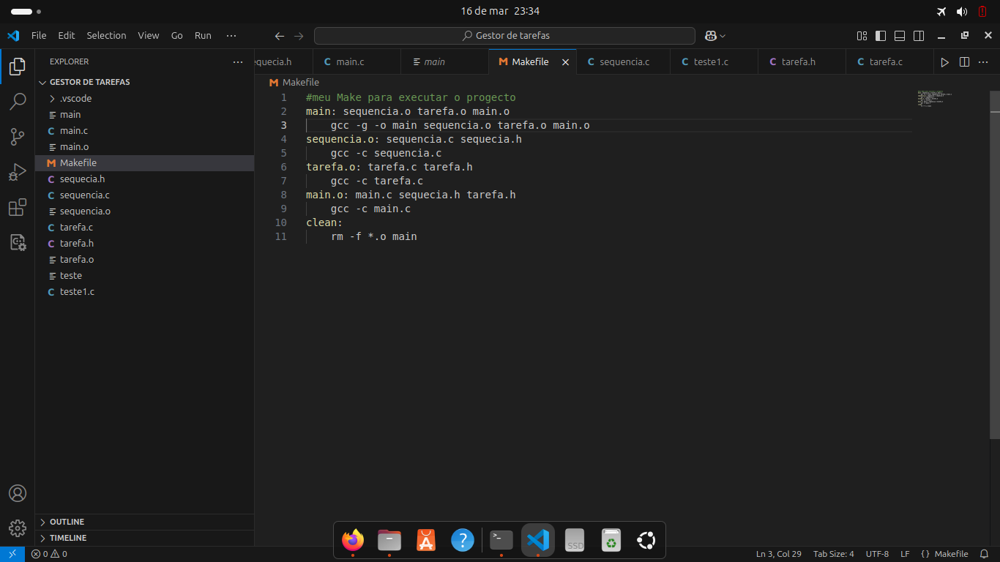 16 de mar 23:34
File Edit Selection View Go Run ···
Gestor de tarefas
EXPLORER
GESTOR DE TAREFAS
.vscode
main
main.c
main.o
Makefile
sequecia.h
sequencia.c
sequencia.o
tarefa.c
tarefa.h
tarefa.o
teste
teste1.c
OUTLINE
TIMELINE
equecia.h main.c main Makefile sequencia.c teste1.c tarefa.h tarefa.c
Makefile
1 #meu Make para executar o progecto
2 main: sequencia.o tarefa.o main.o
3 gcc -g -o main sequencia.o tarefa.o main.o
4 sequencia.o: sequencia.c sequecia.h
5 gcc -c sequencia.c
6 tarefa.o: tarefa.c tarefa.h
7 gcc -c tarefa.c
8 main.o: main.c sequecia.h tarefa.h
9 gcc -c main.c
10 clean:
11 rm -f *.o main
SSD
0 0 Ln 3, Col 29 Tab Size: 4 UTF-8 LF {} Makefile